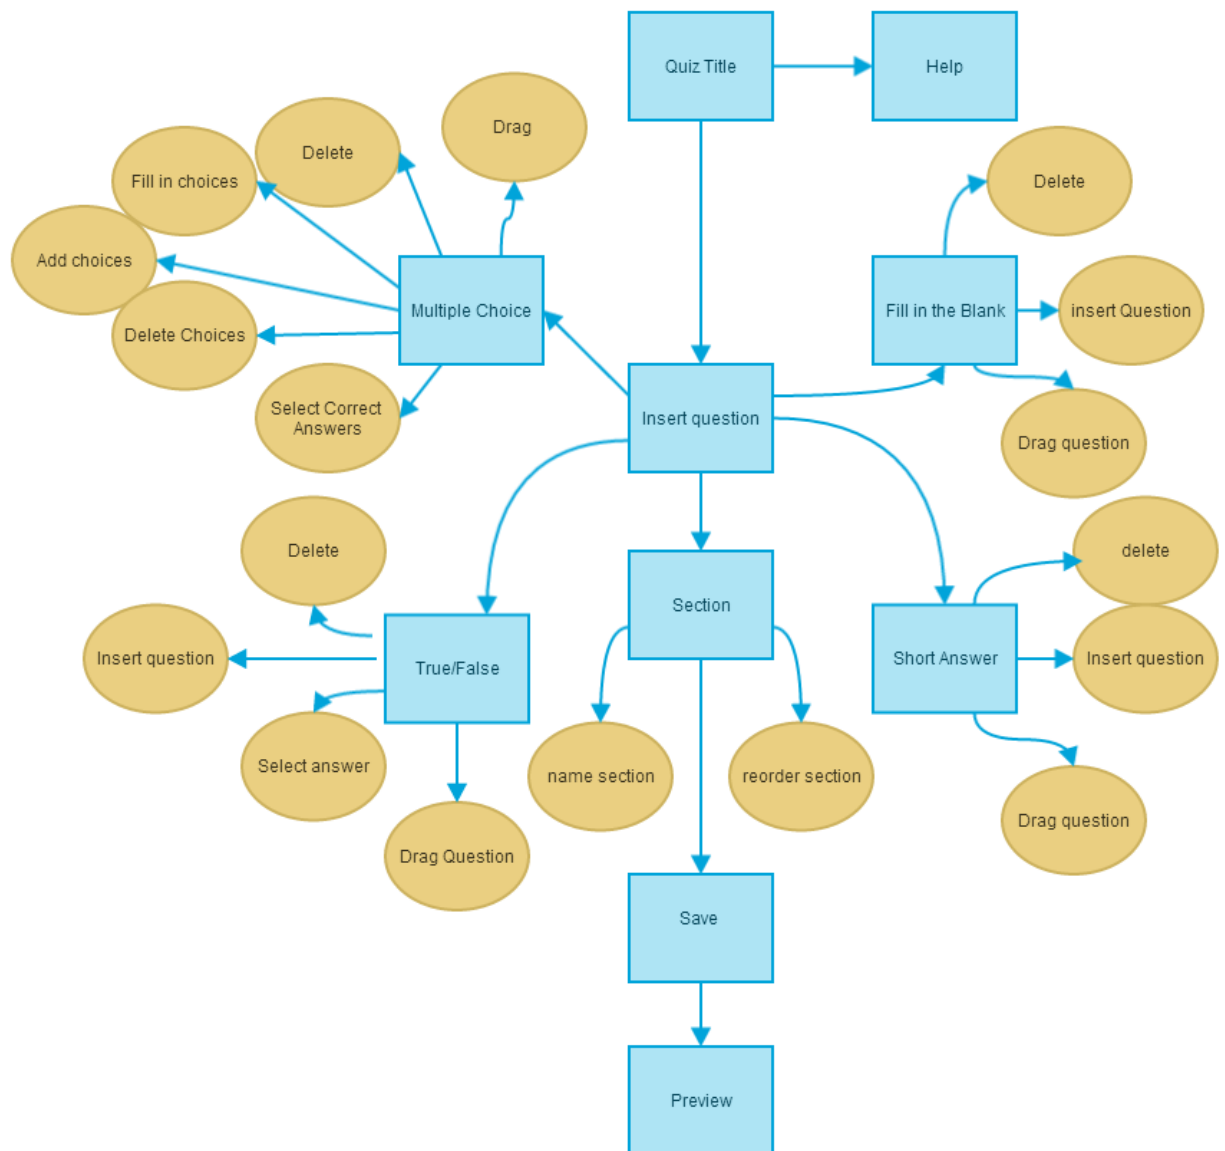 Quiz Title
Help
Drag
Delete
Fill in choices
Delete
Add choices
Multiple Choice
Fill in the Blank
insert Question
Delete Choices
Select Correct
Answers
Insert question
Drag question
Delete
delete
Section
Insert question
True/False
Short Answer
Insert question
Select answer
name section
reorder section
Drag question
Drag Question
Save
Preview